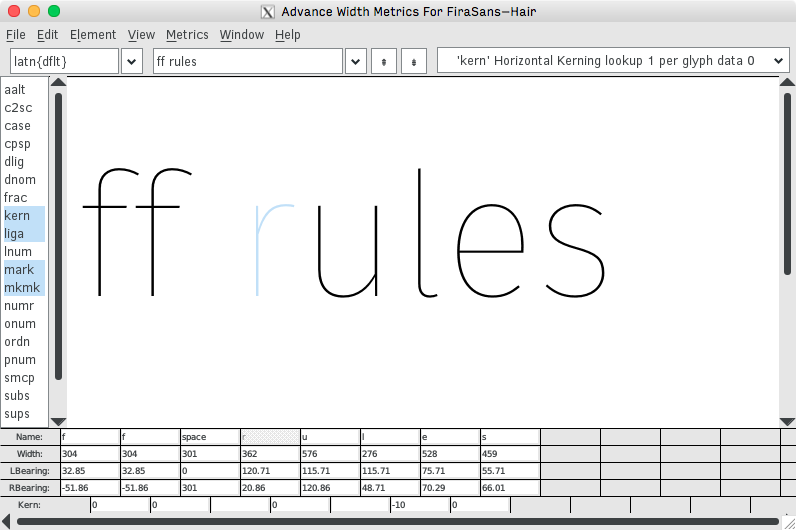 Advance Width Metrics For FiraSans-Hair
File Edit Element View Metrics Window Help
latn{dflt} ff rules 'kern' Horizontal Kerning lookup 1 per glyph data 0
aalt
c2sc
case
cpsp
dlig
dnom
frac
kern
liga
lnum
mark
mkmk
numr
onum
ordn
pnum
smcp
subs
sups
ff rules
Name: f f space r u l e s
Width: 304 304 301 362 576 276 528 459
LBearing: 32.85 32.85 0 120.71 115.71 115.71 75.71 55.71
RBearing: -51.86 -51.86 301 20.86 120.86 48.71 70.29 66.01
Kern: 0 0 0 -10 0